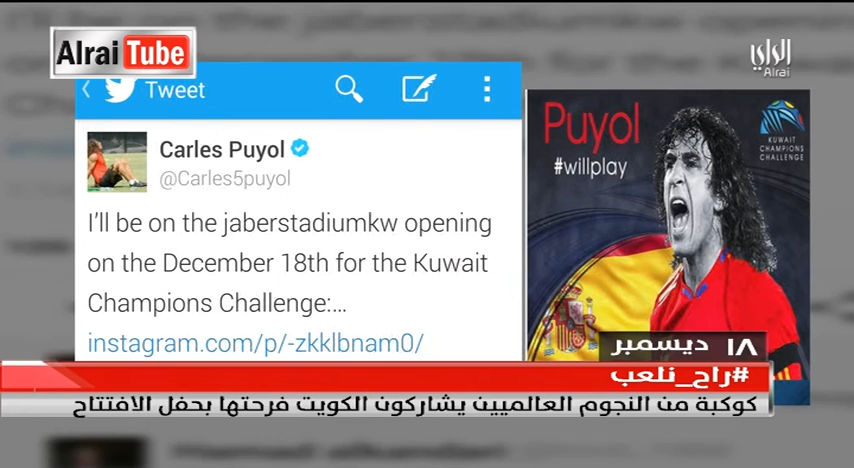 Alrai Tube
الراي
Alrai
Tweet
Carles Puyol
@Carles5puyol
I'll be on the jaberstadiumkw opening
on the December 18th for the Kuwait
Champions Challenge:...
instagram.com/p/-zkklbnam0/
Puyol
#willplay
KUWAIT
CHAMPIONS
CHALLENGE
١٨ ديسمبر
#راح_نلعب
كوكبة من النجوم العالميين يشاركون الكويت فرحتها بحفل الافتتاح